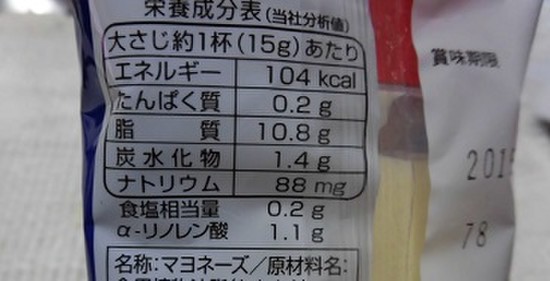 栄養成分表(当社分析値)
大さじ約1杯(15g)あたり
エネルギー 104 kcal
たんぱく質 0.2 g
脂質 10.8 g
炭水化物 1.4 g
ナトリウム 88 mg
食塩相当量 0.2 g
α-リノレン酸 1.1 g
名称:マヨネーズ/原材料名:
賞味期限
201
78